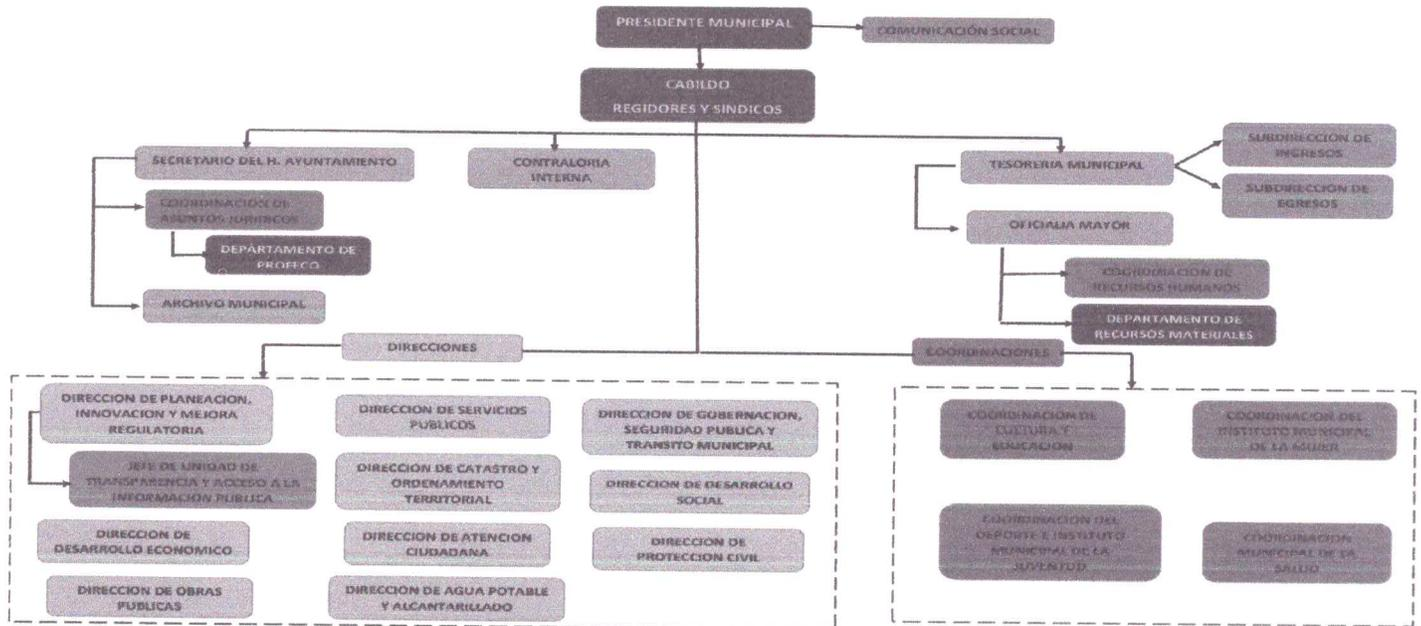 PRESIDENTE MUNICIPAL
COMUNICACIÓN SOCIAL
CABILDO
REGIDORES Y SINDICOS
SECRETARIO DEL H. AYUNTAMIENTO
CONTRALORIA
INTERNA
TESORERIA MUNICIPAL
SUBDIRECCION DE
INGRESOS
SUBDIRECCION DE
EGRESOS
COORDINACION DE
ASUNTOS JURIDICOS
DEPARTAMENTO DE
PROFECO
ARCHIVO MUNICIPAL
OFICIALIA MAYOR
COORDINACION DE
RECURSOS HUMANOS
DEPARTAMENTO DE
RECURSOS MATERIALES
DIRECCIONES
COORDINACIONES
DIRECCION DE PLANEACION,
INNOVACION Y MEJORA
REGULATORIA
JEFE DE UNIDAD DE
TRANSPARENCIA Y ACCESO A LA
INFORMACION PUBLICA
DIRECCION DE
DESARROLLO ECONOMICO
DIRECCION DE OBRAS
PUBLICAS
DIRECCION DE SERVICIOS
PUBLICOS
DIRECCION DE CATASTRO Y
ORDENAMIENTO
TERRITORIAL
DIRECCION DE ATENCION
CIUDADANA
DIRECCION DE AGUA POTABLE
Y ALCANTARILLADO
DIRECCION DE GUBERNACION,
SEGURIDAD PUBLICA Y
TRANSITO MUNICIPAL
DIRECCION DE DESARROLLO
SOCIAL
DIRECCION DE
PROTECCION CIVIL
COORDINACION DE
CULTURA Y
EDUCACION
COORDINACION DEL
INSTITUTO MUNICIPAL
DE LA MUJER
COORDINACION DEL
DEPORTE E INSTITUTO
MUNICIPAL DE LA
JUVENTUD
COORDINACION
MUNICIPAL DE LA
SALUD